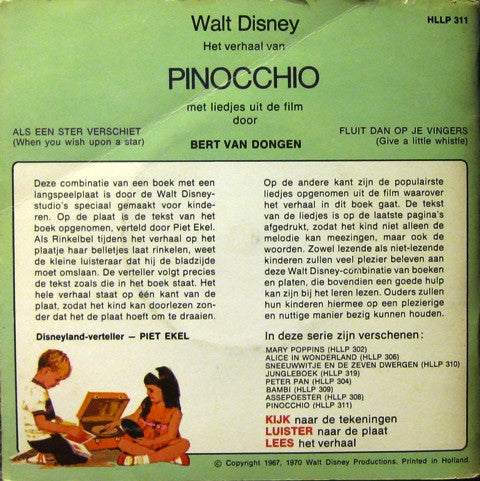 Walt Disney
HLLP 311
Het verhaal van
PINOCCHIO
met liedjes uit de film
door
ALS EEN STER VERSCHIET
(When you wish upon a star)
BERT VAN DONGEN
FLUIT DAN OP JE VINGERS
(Give a little whistle)
Deze combinatie van een boek met een
langspeelplaat is door de Walt Disney-
studio's speciaal gemaakt voor kinde-
ren. Op de plaat is de tekst van het
boek opgenomen, verteld door Piet Ekel.
Als Rinkelbel tijdens het verhaal op het
plaatje haar belletjes laat rinkelen, weet
de kleine luisteraar dat hij de bladzijde
moet omslaan. De verteller volgt precies
de tekst zoals die in het boek staat. Het
hele verhaal staat op één kant van de
plaat, zodat het kind doorlezen kan zon-
der dat het de plaat hoeft om te draaien.
Disneyland-verteller — PIET EKEL
Op de andere kant zijn de populairste
liedjes opgenomen uit de film waarover
het verhaal in dit boek gaat. De tekst
van de liedjes is op de laatste pagina's
afgedrukt, zodat het kind niet alleen de
melodie kan meezingen, maar ook de
woorden. Zowel lezende als niet-lezende
kinderen zullen veel plezier beleven aan
deze Walt Disney-combinatie van boeken
en platen, die bovendien een goede hulp
kan zijn bij het leren lezen. Ouders zullen
hun kinderen hiermee op een plezierige
en nuttige manier bezig kunnen houden.
In deze serie zijn verschenen:
MARY POPPINS (HLLP 302)
ALICE IN WONDERLAND (HLLP 306)
SNEEUWWITJE EN DE ZEVEN DWERGEN (HLLP 310)
JUNGLEBOEK (HLLP 319)
PETER PAN (HLLP 304)
BAMBI (HLLP 309)
ASSEPOESTER (HLLP 308)
PINOCCHIO (HLLP 311)
KIJK naar de tekeningen
LUISTER naar de plaat
LEES het verhaal
© Copyright 1967, 1970 Walt Disney Productions. Printed in Holland.